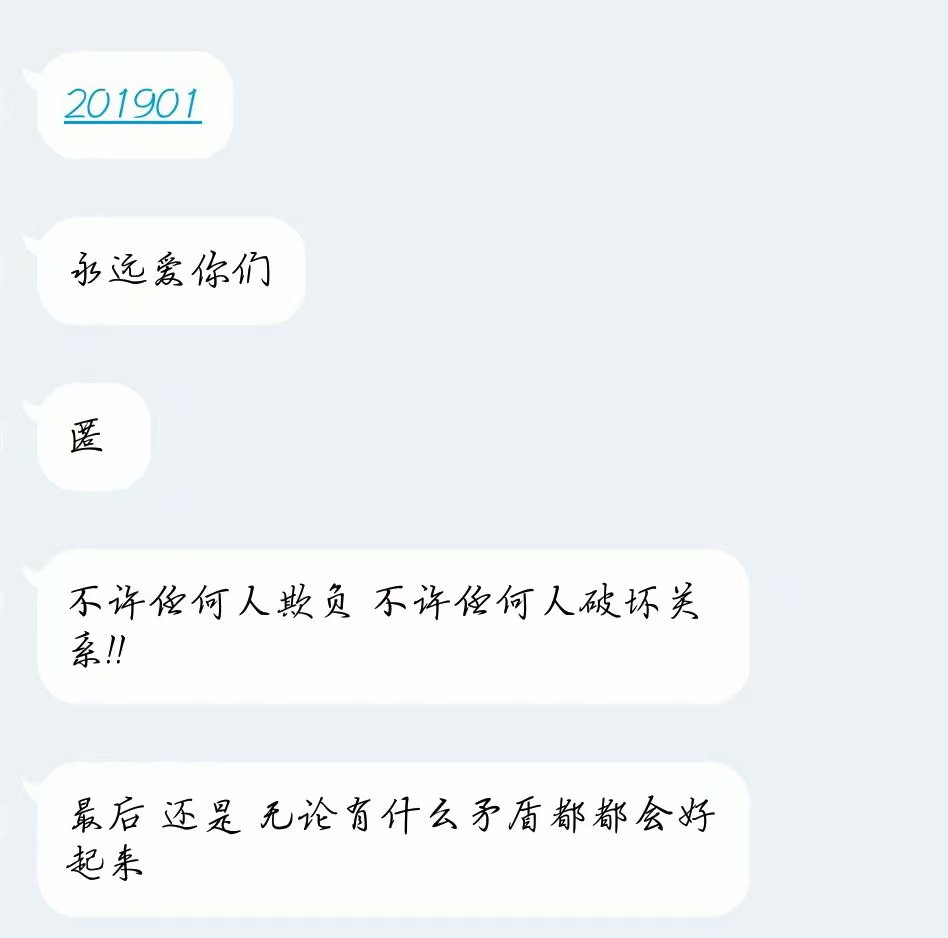 201901
永远爱你们
匿
不许任何人欺负 不许任何人破坏关
系!!
最后 还是 无论有什么矛盾都都会好
起来